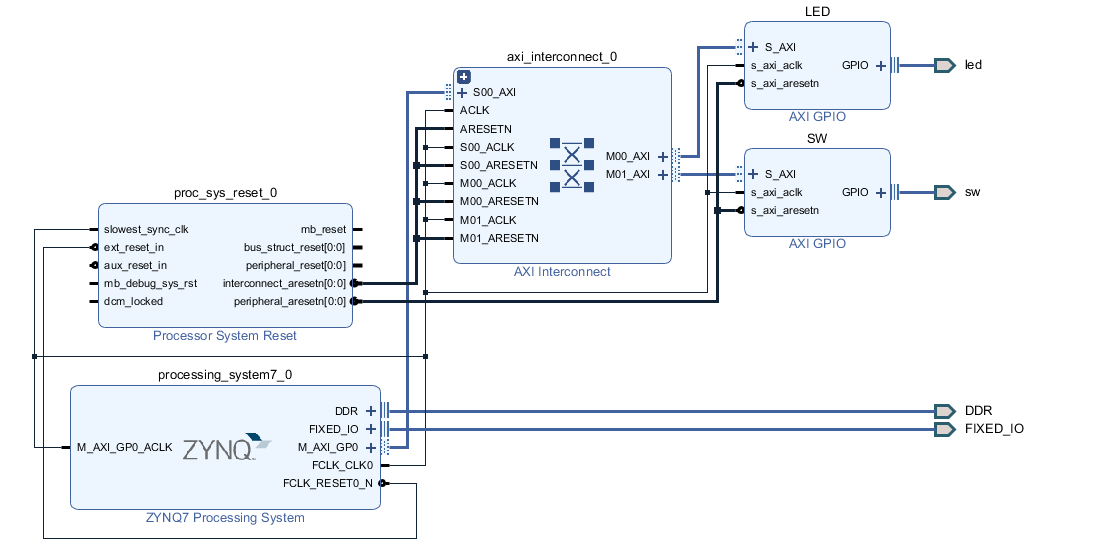 LED
S_AXI
s_axi_aclk
s_axi_aresetn
GPIO
led
AXI GPIO
axi_interconnect_0
S00_AXI
ACLK
ARESETN
S00_ACLK
S00_ARESETN
M00_ACLK
M00_ARESETN
M01_ACLK
M01_ARESETN
M00_AXI
M01_AXI
AXI Interconnect
SW
S_AXI
s_axi_aclk
s_axi_aresetn
GPIO
sw
AXI GPIO
proc_sys_reset_0
slowest_sync_clk
ext_reset_in
aux_reset_in
mb_debug_sys_rst
dcm_locked
mb_reset
bus_struct_reset[0:0]
peripheral_reset[0:0]
interconnect_aresetn[0:0]
peripheral_aresetn[0:0]
Processor System Reset
processing_system7_0
M_AXI_GP0_ACLK
ZYNQ
DDR
FIXED_IO
M_AXI_GP0
FCLK_CLK0
FCLK_RESET0_N
ZYNQ7 Processing System
DDR
FIXED_IO